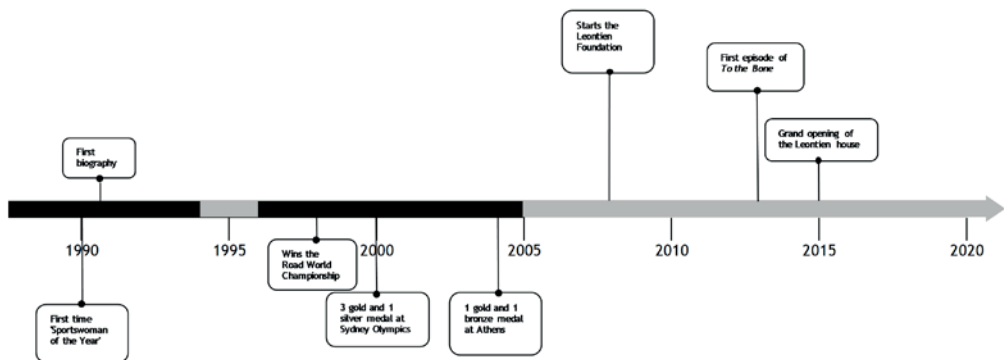 Starts the
Leontien
Foundation
First episode of
To the Bone
Grand opening of
the Leontien house
First
biography
1990
1995
2000
2005
2010
2015
2020
Wins the
Road World
Championship
First time
'Sportswoman
of the Year'
3 gold and 1
silver medal at
Sydney Olympics
1 gold and 1
bronze medal
at Athens